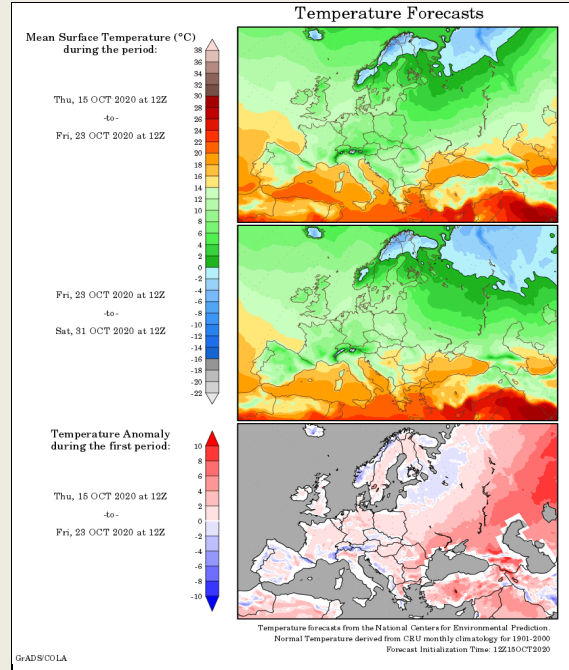 Temperature Forecasts
Mean Surface Temperature (°C)
during the period:
Thu, 15 OCT 2020 at 12Z
-to-
Fri, 23 OCT 2020 at 12Z
38
36
34
32
30
28
26
24
22
20
18
16
14
12
10
8
6
4
2
0
-2
-4
-6
-8
-10
-12
-14
-16
-18
-20
-22
Fri, 23 OCT 2020 at 12Z
-to-
Sat, 31 OCT 2020 at 12Z
Temperature Anomaly
during the first period:
Thu, 15 OCT 2020 at 12Z
-to-
Fri, 23 OCT 2020 at 12Z
10
8
6
4
2
0
-2
-4
-6
-8
-10
Temperature forecasts from the National Centers for Environmental Prediction.
Normal Temperature derived from CRU monthly climatology for 1901-2000
Forecast Initialization Time: 12Z15OCT2020
GrADS/COLA